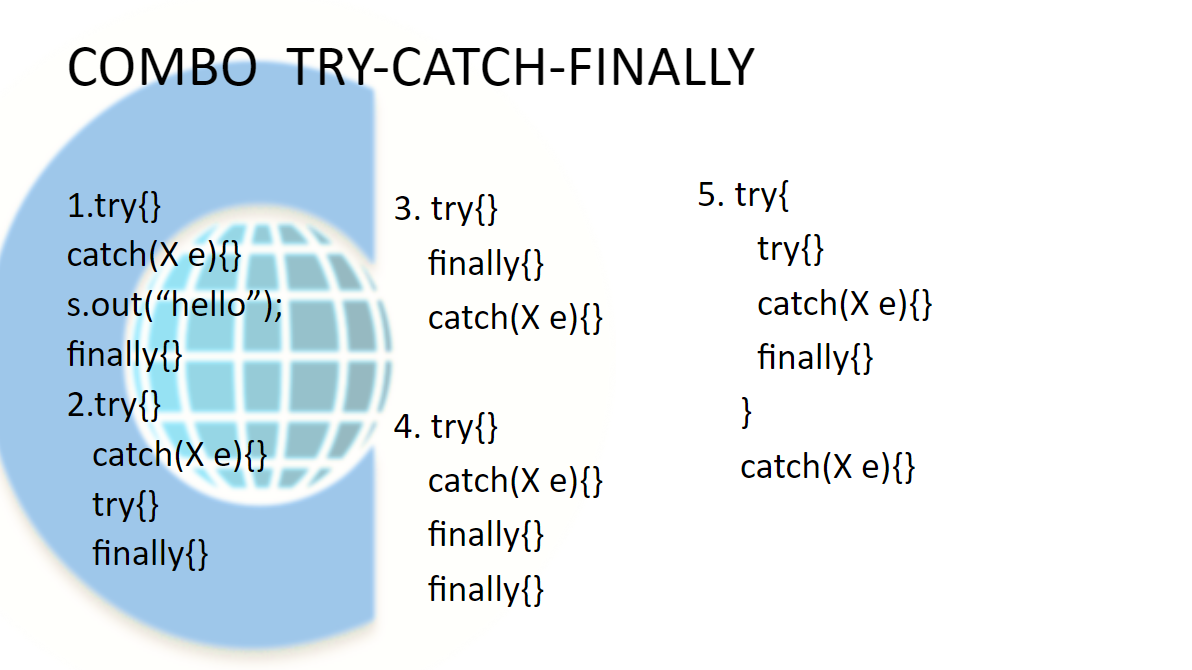 COMBO TRY-CATCH-FINALLY
1.try{}
catch(X e){}
s.out(“hello”);
finally{}
2.try{}
catch(X e){}
try{}
finally{}
3. try{}
finally{}
catch(X e){}
4. try{}
catch(X e){}
finally{}
finally{}
5. try{
try{}
catch(X e){}
finally{}
}
catch(X e){}